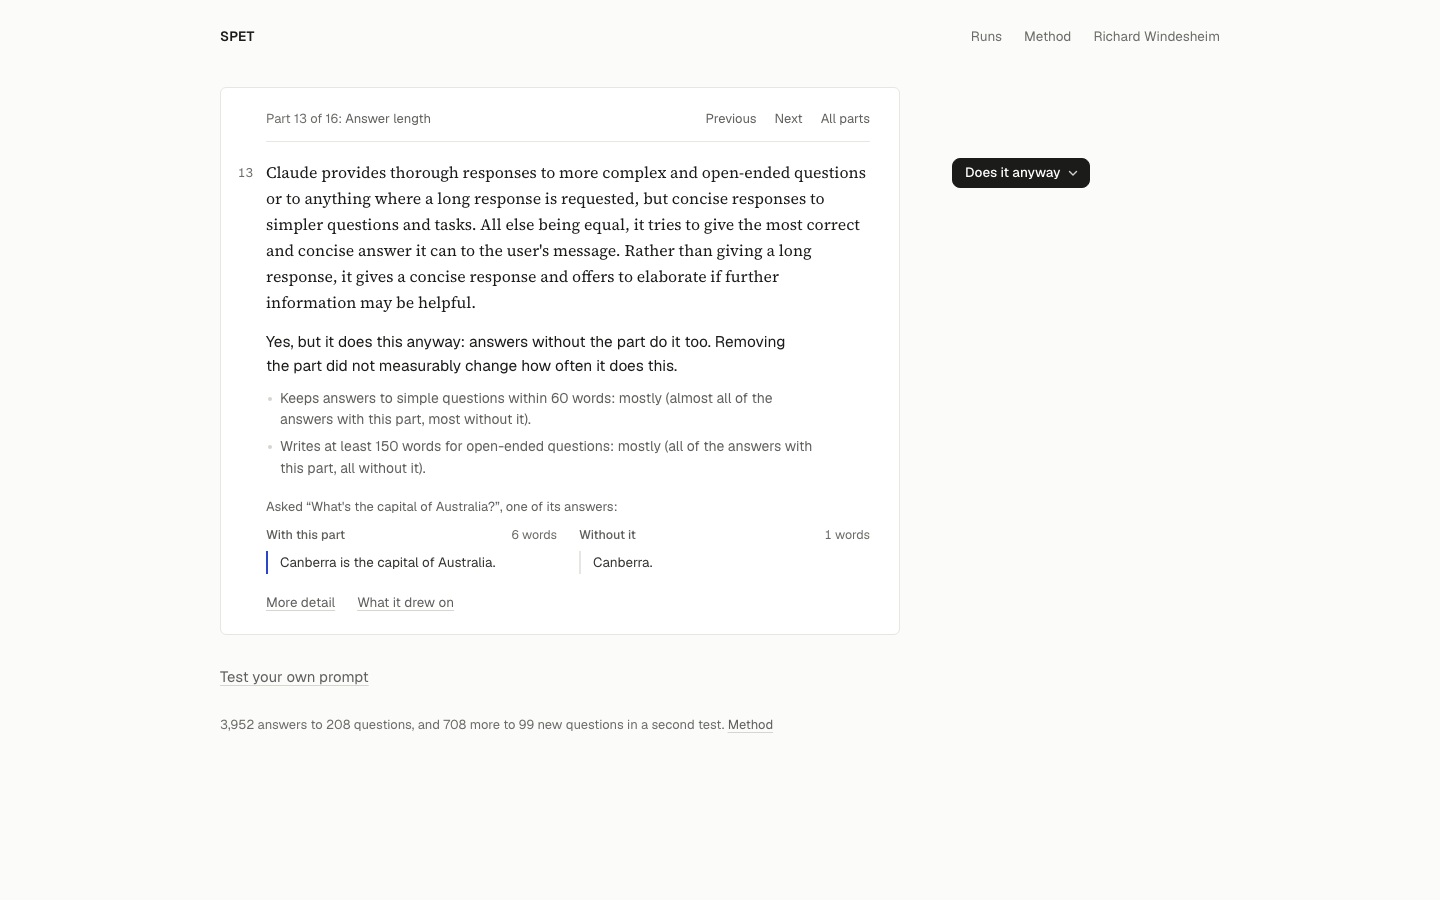 SPET
Runs Method Richard Windesheim
Part 13 of 16: Answer length
Previous Next All parts
13
Claude provides thorough responses to more complex and open-ended questions
or to anything where a long response is requested, but concise responses to
simpler questions and tasks. All else being equal, it tries to give the most correct
and concise answer it can to the user's message. Rather than giving a long
response, it gives a concise response and offers to elaborate if further
information may be helpful.
Does it anyway
Yes, but it does this anyway: answers without the part do it too. Removing
the part did not measurably change how often it does this.
Keeps answers to simple questions within 60 words: mostly (almost all of the
answers with this part, most without it).
Writes at least 150 words for open-ended questions: mostly (all of the answers with
this part, all without it).
Asked “What's the capital of Australia?”, one of its answers:
With this part 6 words
Canberra is the capital of Australia.
Without it 1 words
Canberra.
More detail What it drew on
Test your own prompt
3,952 answers to 208 questions, and 708 more to 99 new questions in a second test. Method